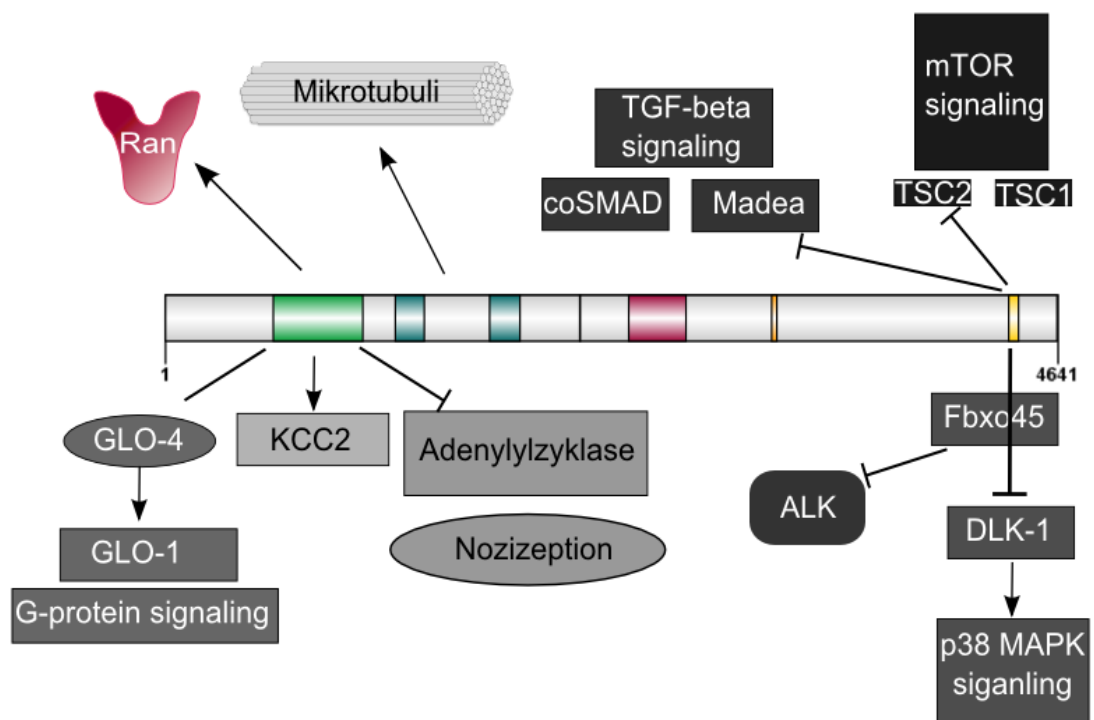 mTOR
signaling
Mikrotubuli
TGF-beta
signaling
Ran
TSC2
TSC1
coSMAD
Madea
1
4641
Fbxo45
GLO-4
KCC2
Adenylylzyklase
ALK
DLK-1
GLO-1
Nozizeption
G-protein signaling
p38 MAPK
siganling